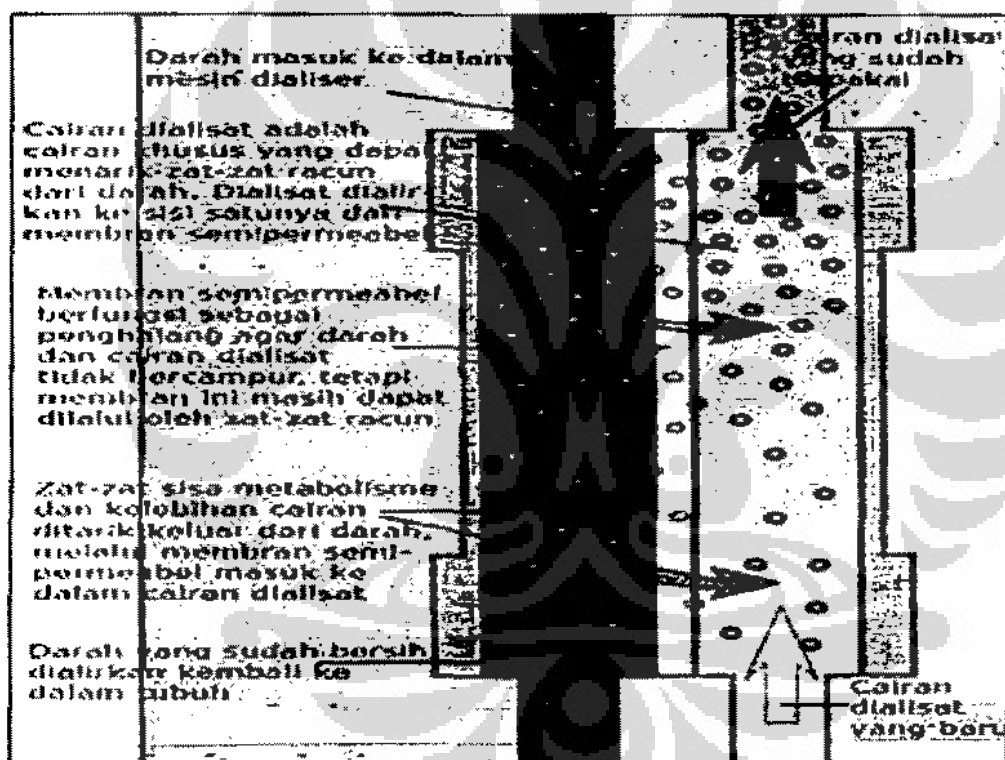 Darah masuk ke dalam
mesin dialiser
Cairan dialisat adalah
cairan khusus yang dapat
menarik zat-zat racun
dari darah. Dialisat dialir-
kan ke sisi satunya dari
membran semipermeabel
Membran semipermeabel
berfungsi sebagai
penghalang agar darah
dan cairan dialisat
tidak bercampur, tetapi
membran ini masih dapat
dilalui oleh zat-zat racun
Zat-zat sisa metabolisme
dan kelebihan cairan
ditarik keluar dari darah,
melalui membran semi-
permeabel masuk ke
dalam cairan dialisat
Darah yang sudah bersih
dialirkan kembali ke
dalam tubuh
Cairan dialisat
yang sudah
terpakai
Cairan
dialisat
yang baru